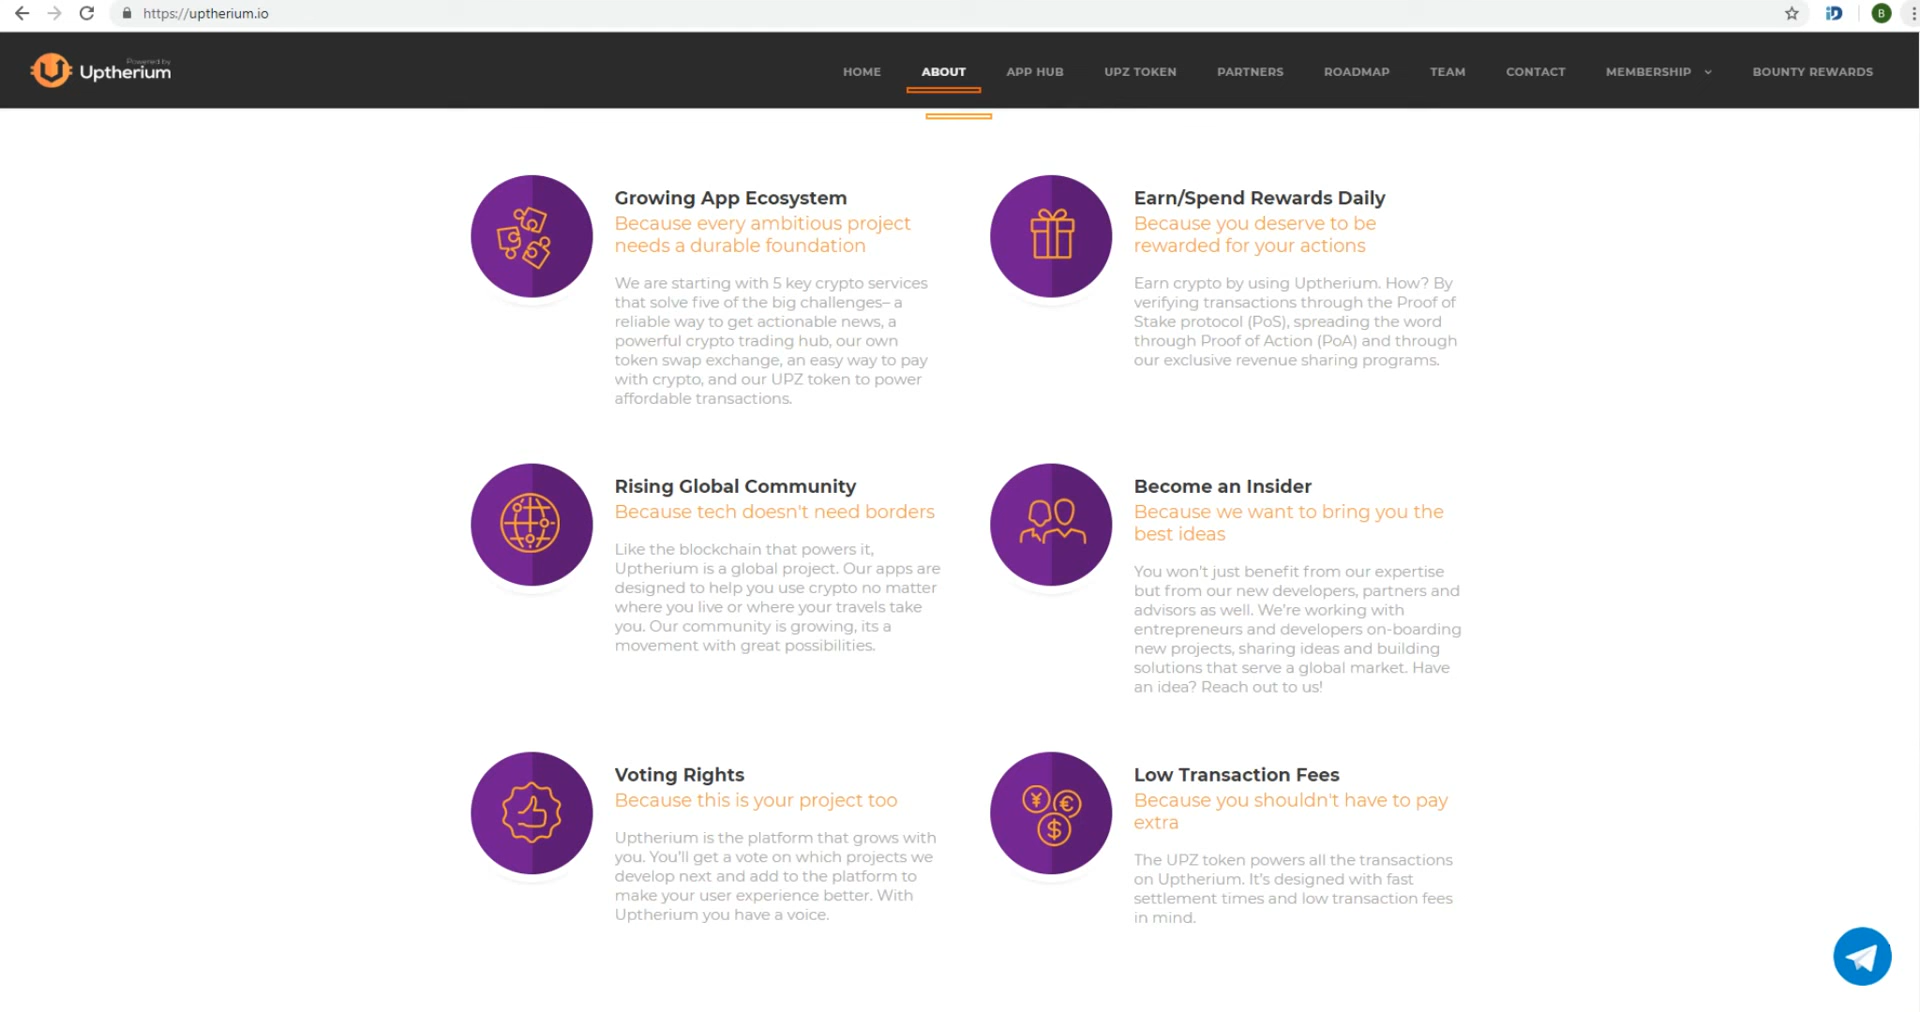 https://uptherium.io
B
Powered by
Uptherium
HOME ABOUT APP HUB UPZ TOKEN PARTNERS ROADMAP TEAM CONTACT MEMBERSHIP BOUNTY REWARDS
Growing App Ecosystem
Because every ambitious project
needs a durable foundation
We are starting with 5 key crypto services
that solve five of the big challenges– a
reliable way to get actionable news, a
powerful crypto trading hub, our own
token swap exchange, an easy way to pay
with crypto, and our UPZ token to power
affordable transactions.
Earn/Spend Rewards Daily
Because you deserve to be
rewarded for your actions
Earn crypto by using Uptherium. How? By
verifying transactions through the Proof of
Stake protocol (PoS), spreading the word
through Proof of Action (PoA) and through
our exclusive revenue sharing programs.
Rising Global Community
Because tech doesn't need borders
Like the blockchain that powers it,
Uptherium is a global project. Our apps are
designed to help you use crypto no matter
where you live or where your travels take
you. Our community is growing, its a
movement with great possibilities.
Become an Insider
Because we want to bring you the
best ideas
You won't just benefit from our expertise
but from our new developers, partners and
advisors as well. We're working with
entrepreneurs and developers on-boarding
new projects, sharing ideas and building
solutions that serve a global market. Have
an idea? Reach out to us!
Voting Rights
Because this is your project too
Uptherium is the platform that grows with
you. You'll get a vote on which projects we
develop next and add to the platform to
make your user experience better. With
Uptherium you have a voice.
Low Transaction Fees
Because you shouldn't have to pay
extra
The UPZ token powers all the transactions
on Uptherium. It's designed with fast
settlement times and low transaction fees
in mind.